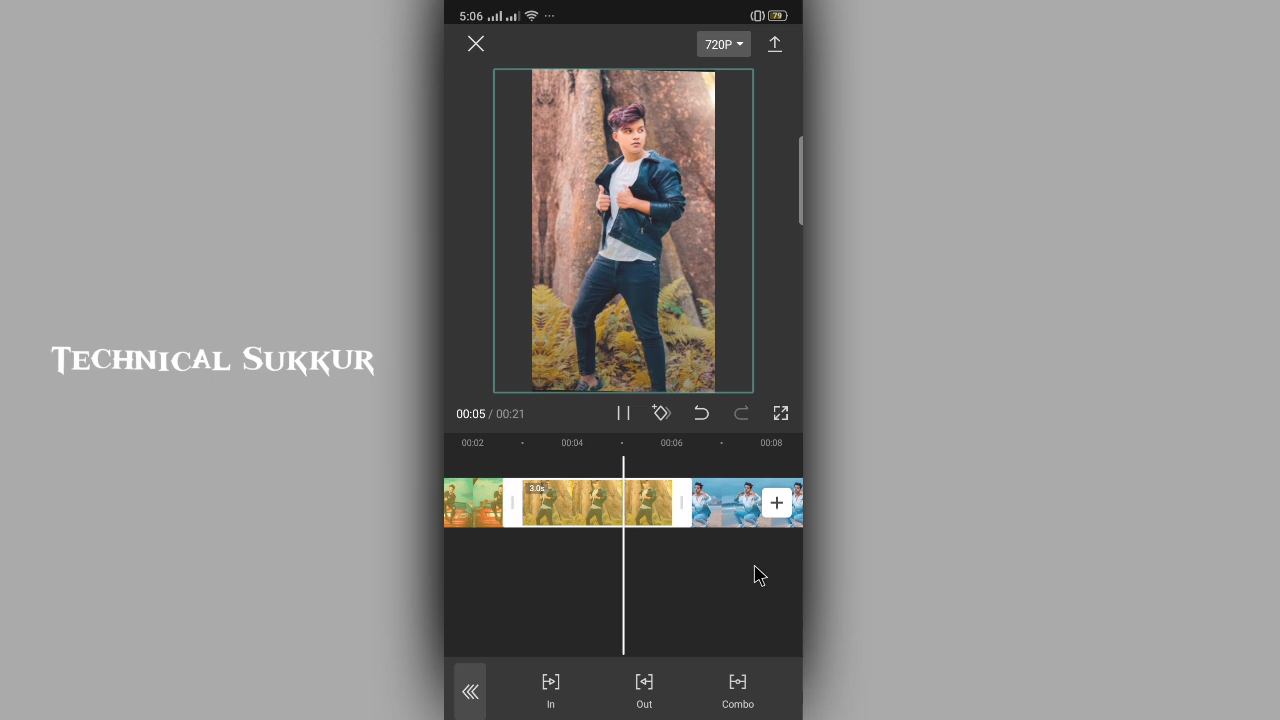 5:06
79
720P
TECHNICAL SUKKUR
00:05 / 00:21
00:02
00:04
00:06
00:08
3.0s
In
Out
Combo